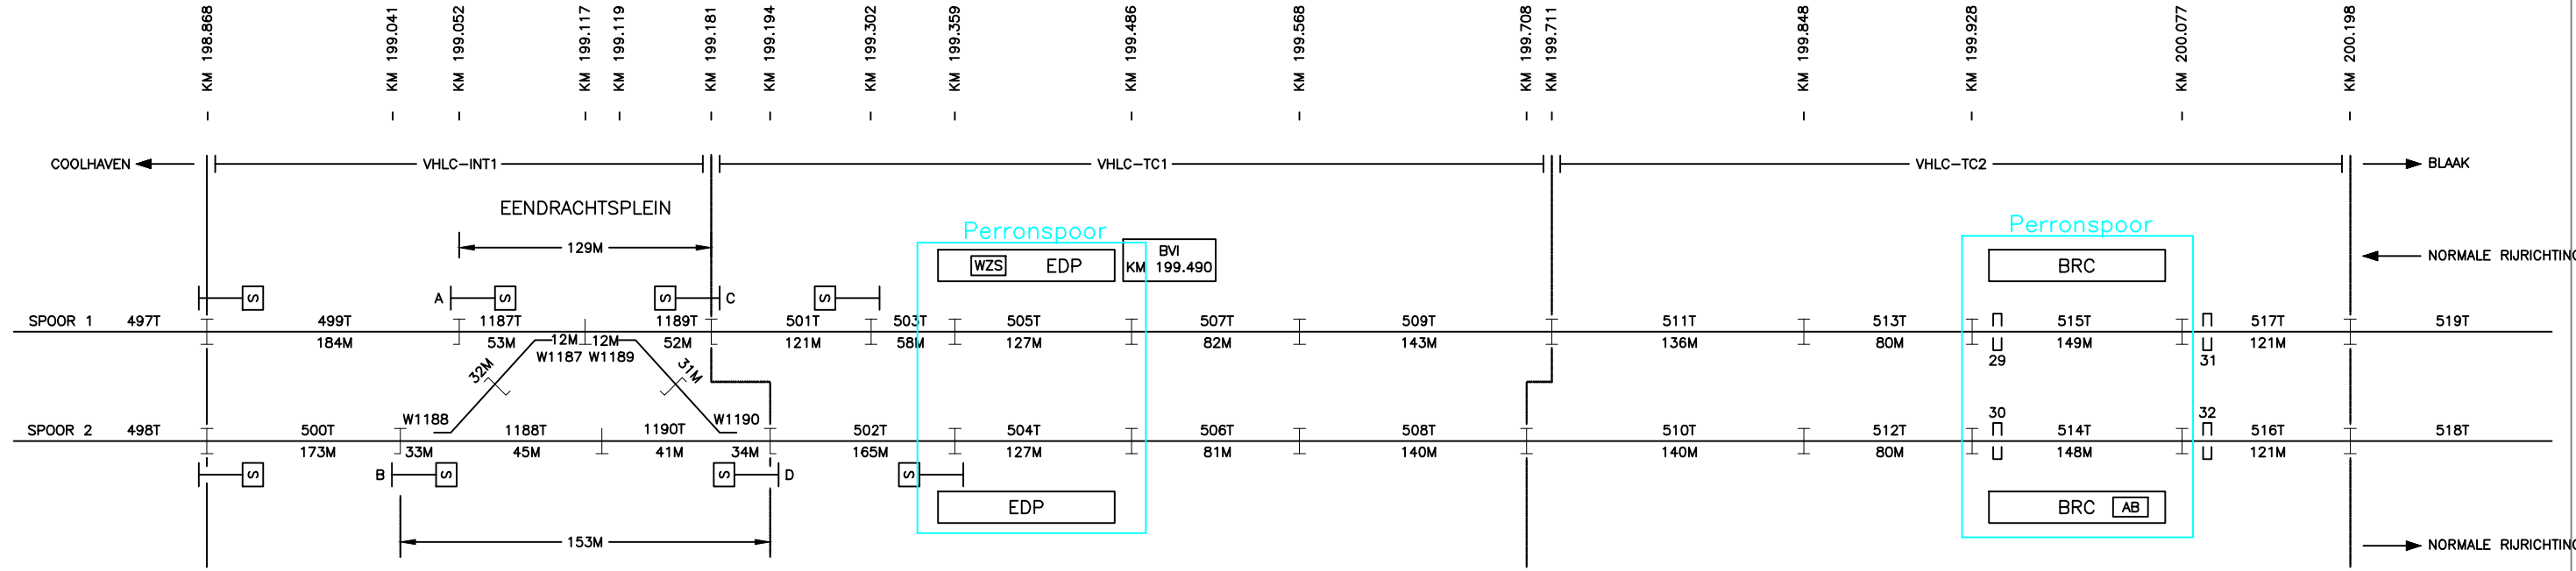 KM 198.868
KM 199.041
KM 199.052
KM 199.117
KM 199.119
KM 199.181
KM 199.194
KM 199.302
KM 199.359
KM 199.486
KM 199.568
KM 199.708
KM 199.711
KM 199.848
KM 199.928
KM 200.077
KM 200.198
COOLHAVEN
VHLC-INT1
VHLC-TC1
VHLC-TC2
BLAAK
EENDRACHTSPLEIN
129M
Perronspoor
Perronspoor
WZS
EDP
BVI
KM 199.490
BRC
NORMALE RIJRICHTING
S
A
S
S
C
S
SPOOR 1
497T
499T
1187T
1189T
501T
503T
505T
507T
509T
511T
513T
515T
517T
519T
184M
53M
12M
12M
52M
121M
58M
127M
82M
143M
136M
80M
149M
121M
W1187
W1189
29
31
32M
31M
W1188
W1190
30
32
SPOOR 2
498T
500T
1188T
1190T
502T
504T
506T
508T
510T
512T
514T
516T
518T
173M
33M
45M
41M
34M
165M
127M
81M
140M
140M
80M
148M
121M
S
B
S
S
D
S
EDP
BRC
AB
153M
NORMALE RIJRICHTING